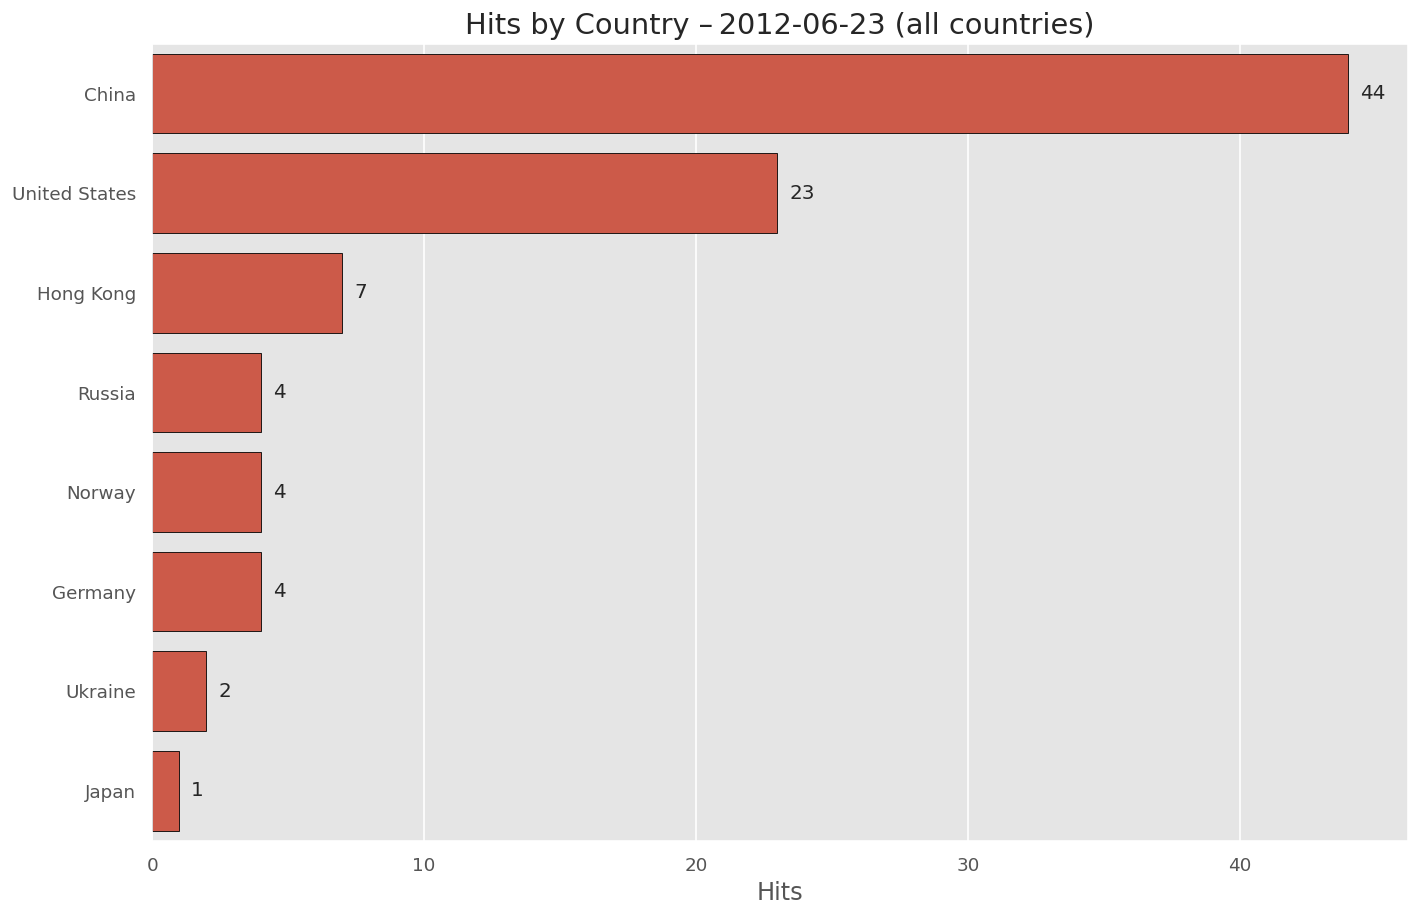 Hits by Country – 2012-06-23 (all countries)
China 44
United States 23
Hong Kong 7
Russia 4
Norway 4
Germany 4
Ukraine 2
Japan 1
0 10 20 30 40
Hits